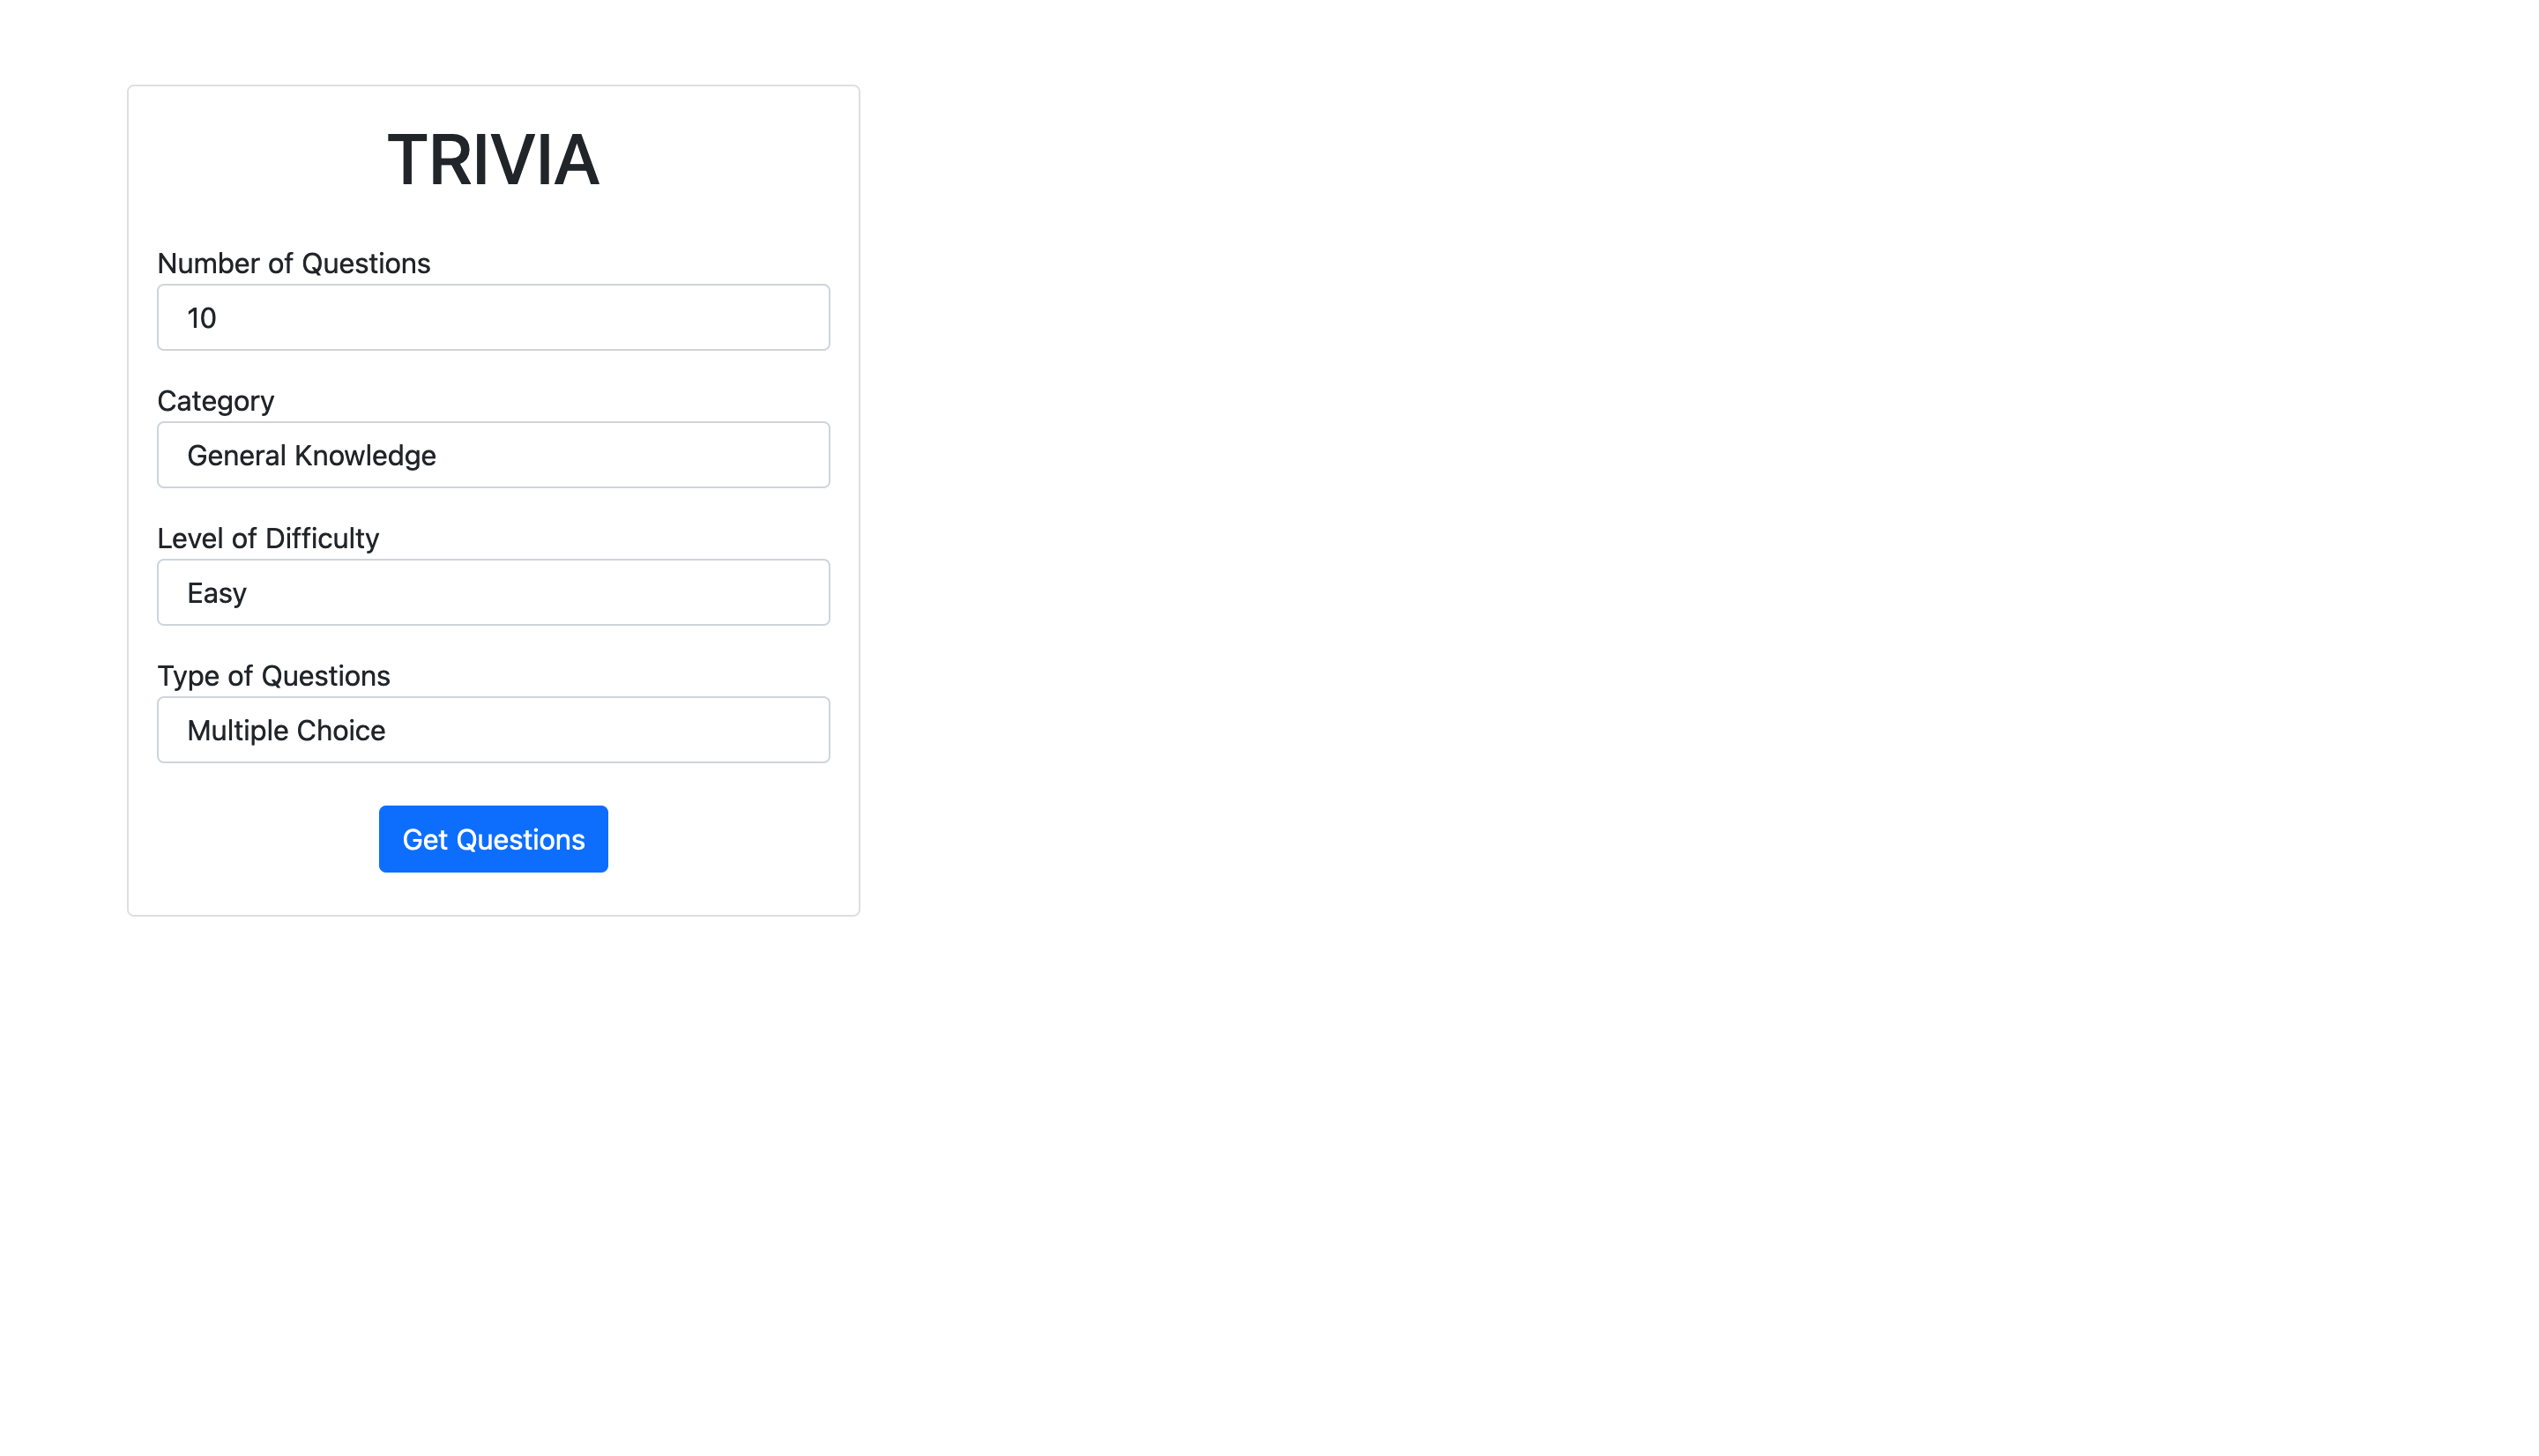 TRIVIA
Number of Questions
10
Category
General Knowledge
Level of Difficulty
Easy
Type of Questions
Multiple Choice
Get Questions